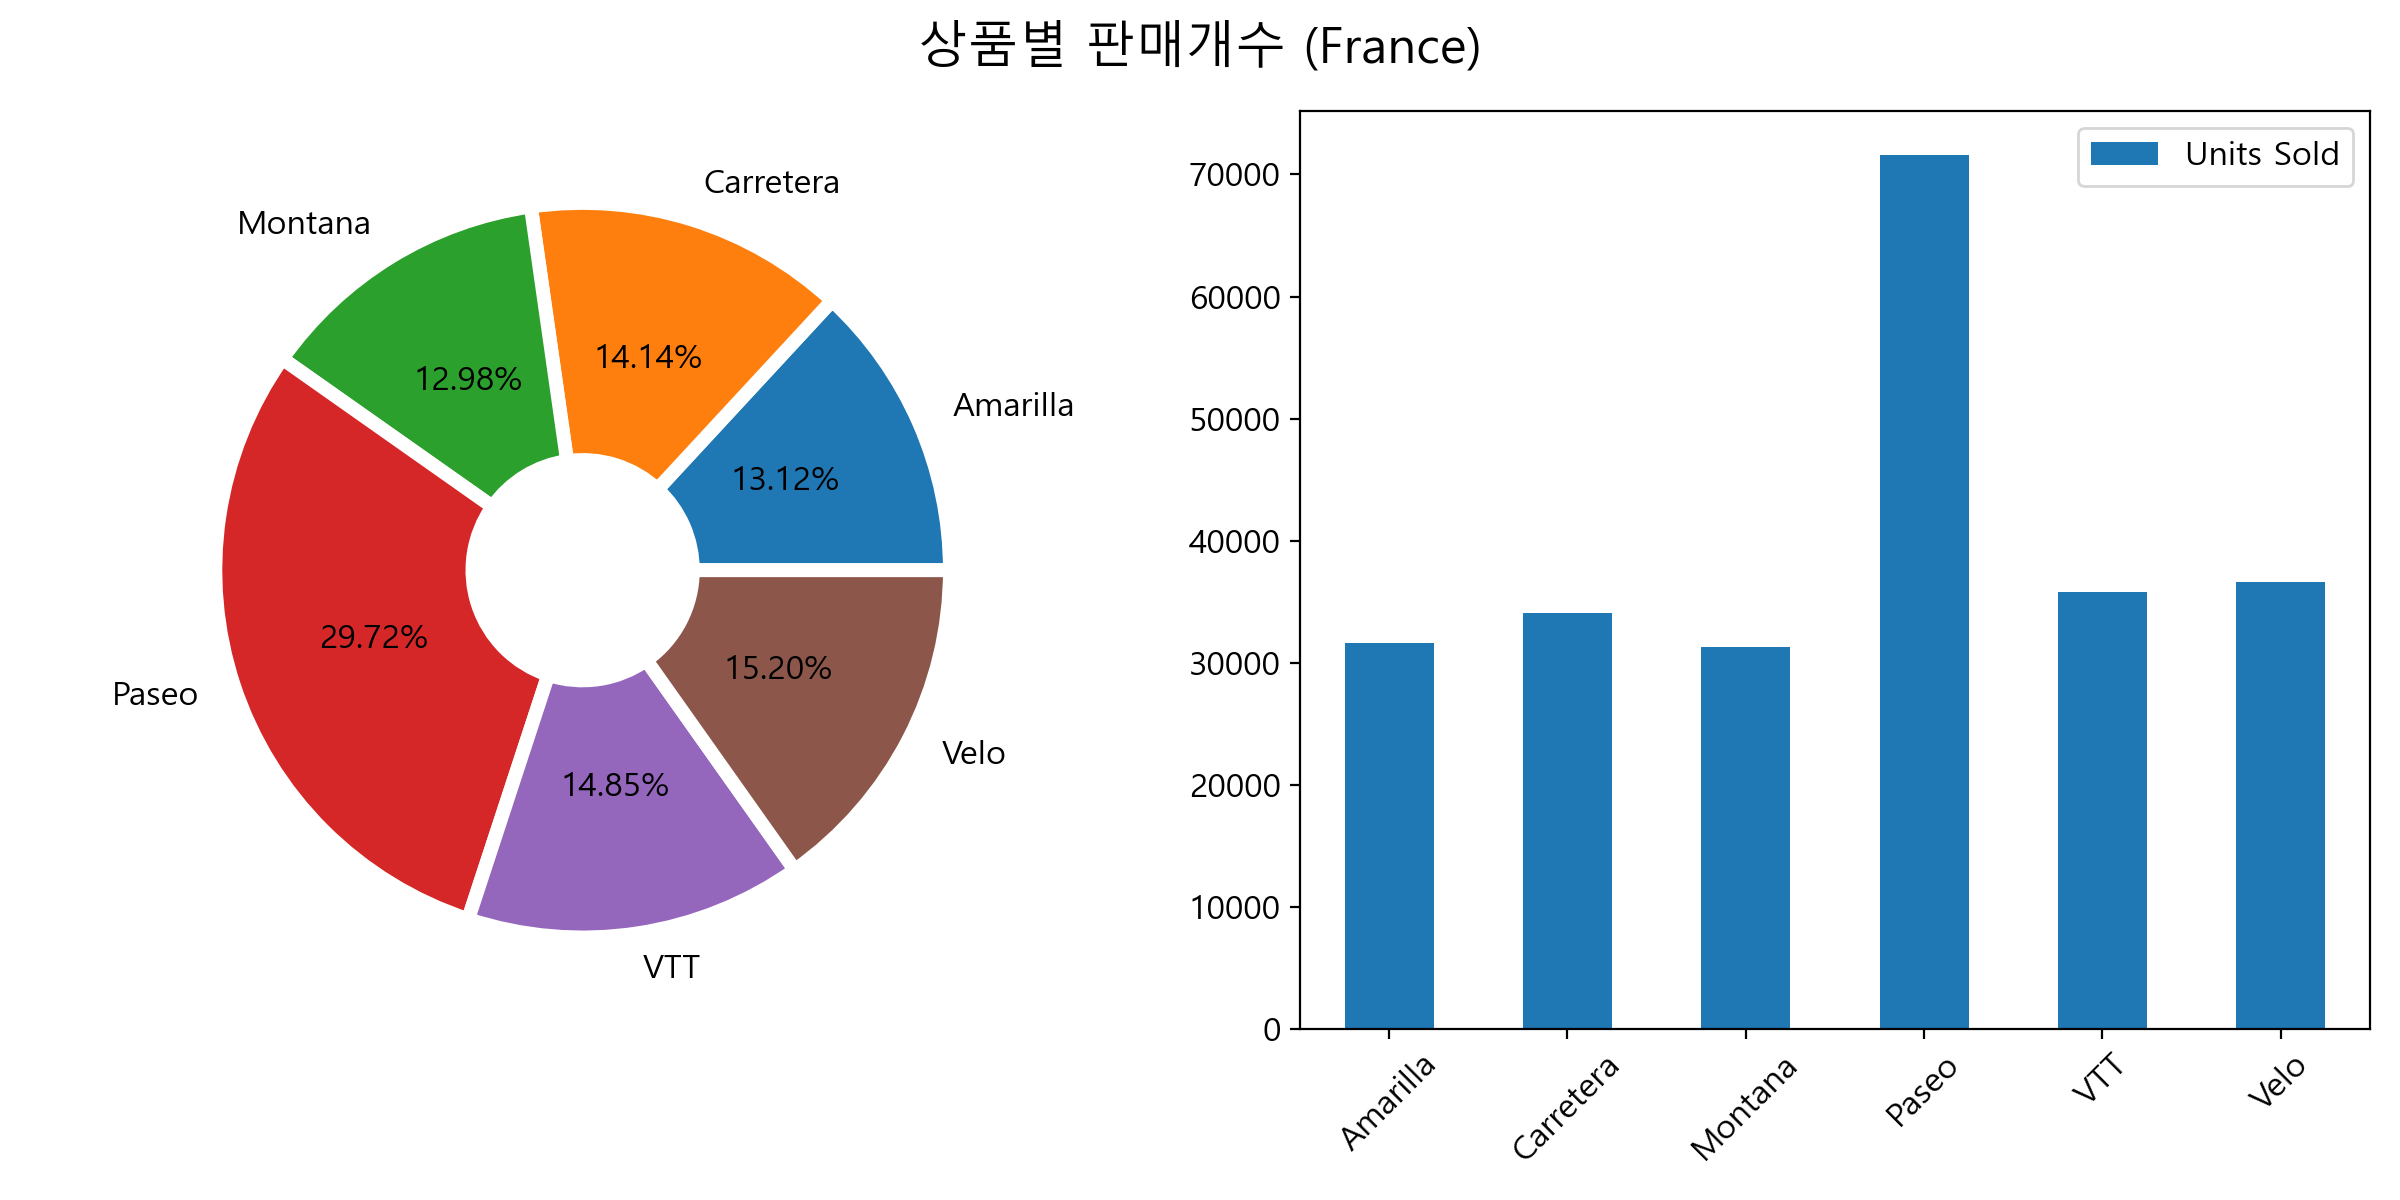 상품별 판매개수 (France)
Carretera
Montana
Amarilla
14.14%
12.98%
13.12%
29.72%
15.20%
Paseo
Velo
14.85%
VTT
Units Sold
70000
60000
50000
40000
30000
20000
10000
0
Amarilla
Carretera
Montana
Paseo
VTT
Velo